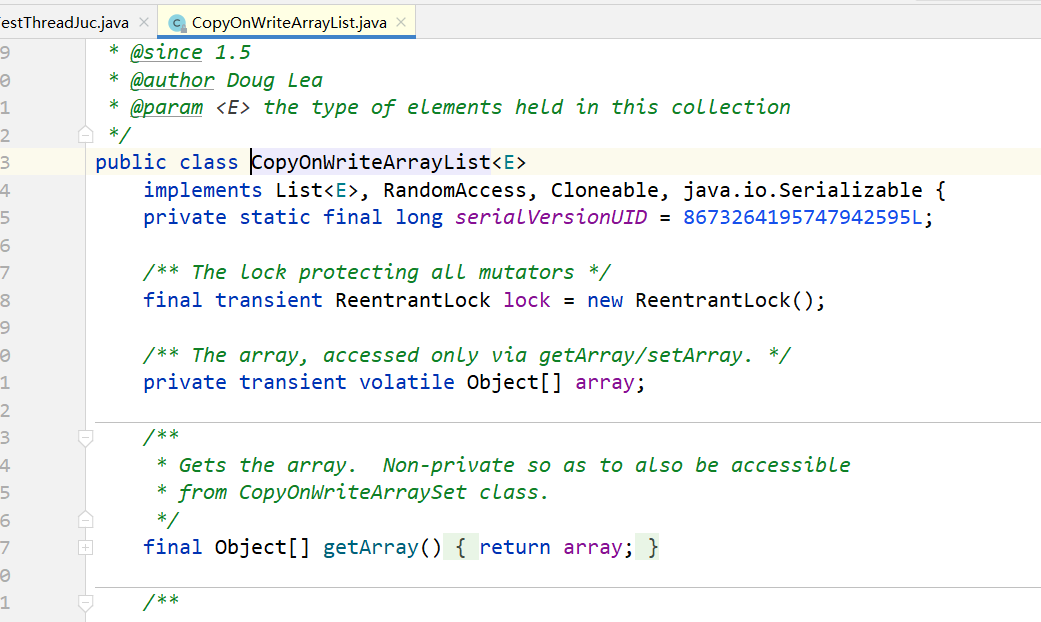 estThreadJuc.java
CopyOnWriteArrayList.java
9 * @since 1.5
0 * @author Doug Lea
1 * @param <E> the type of elements held in this collection
2 */
3 public class CopyOnWriteArrayList<E>
4 implements List<E>, RandomAccess, Cloneable, java.io.Serializable {
5 private static final long serialVersionUID = 8673264195747942595L;
6
7 /** The lock protecting all mutators */
8 final transient ReentrantLock lock = new ReentrantLock();
9
0 /** The array, accessed only via getArray/setArray. */
1 private transient volatile Object[] array;
2
3 /**
4 * Gets the array.  Non-private so as to also be accessible
5 * from CopyOnWriteArraySet class.
6 */
7 final Object[] getArray() { return array; }
0
1 /**